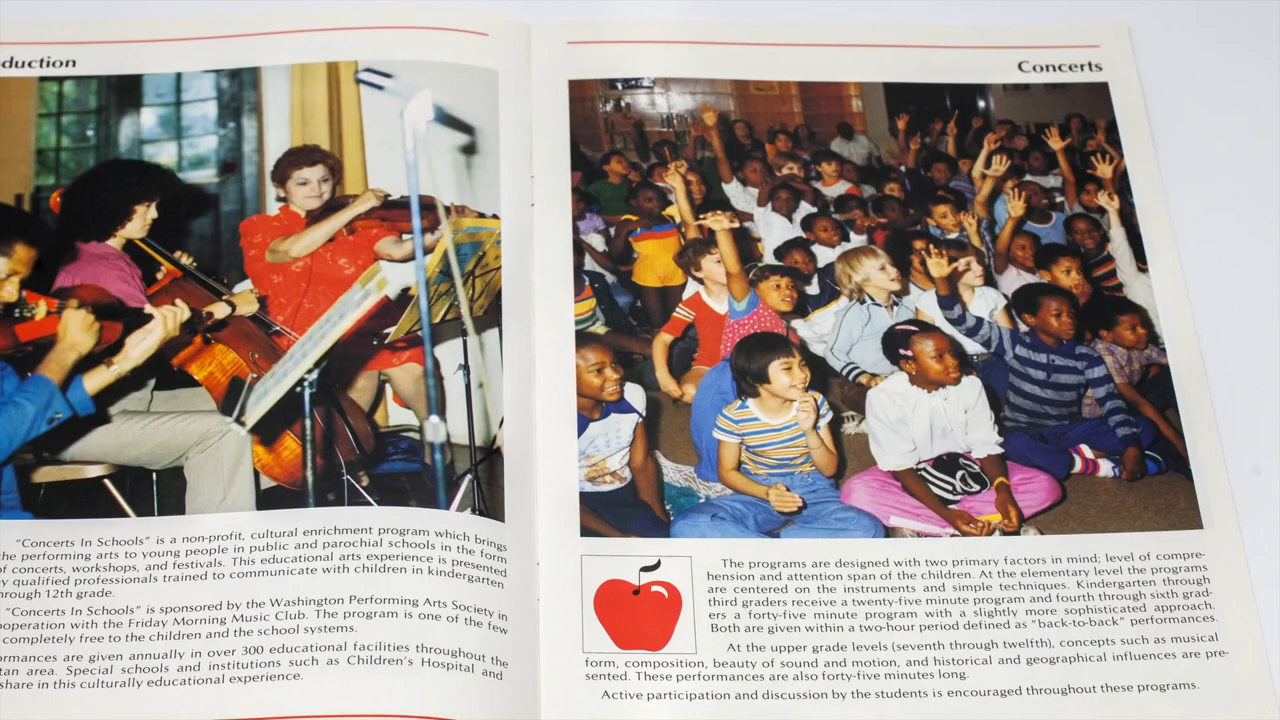 oduction
"Concerts In Schools" is a non-profit, cultural enrichment program which brings
the performing arts to young people in public and parochial schools in the form
of concerts, workshops, and festivals. This educational arts experience is presented
by qualified professionals trained to communicate with children in kindergarten
through 12th grade.
"Concerts In Schools" is sponsored by the Washington Performing Arts Society in
ooperation with the Friday Morning Music Club. The program is one of the few
completely free to the children and the school systems.
ormances are given annually in over 300 educational facilities throughout the
tan area. Special schools and institutions such as Children's Hospital and
share in this culturally educational experience.
Concerts
The programs are designed with two primary factors in mind; level of compre-
hension and attention span of the children. At the elementary level the programs
are centered on the instruments and simple techniques. Kindergarten through
third graders receive a twenty-five minute program and fourth through sixth grad-
ers a forty-five minute program with a slightly more sophisticated approach.
Both are given within a two-hour period defined as "back-to-back" performances.
At the upper grade levels (seventh through twelfth), concepts such as musical
form, composition, beauty of sound and motion, and historical and geographical influences are pre-
sented. These performances are also forty-five minutes long.
Active participation and discussion by the students is encouraged throughout these programs.